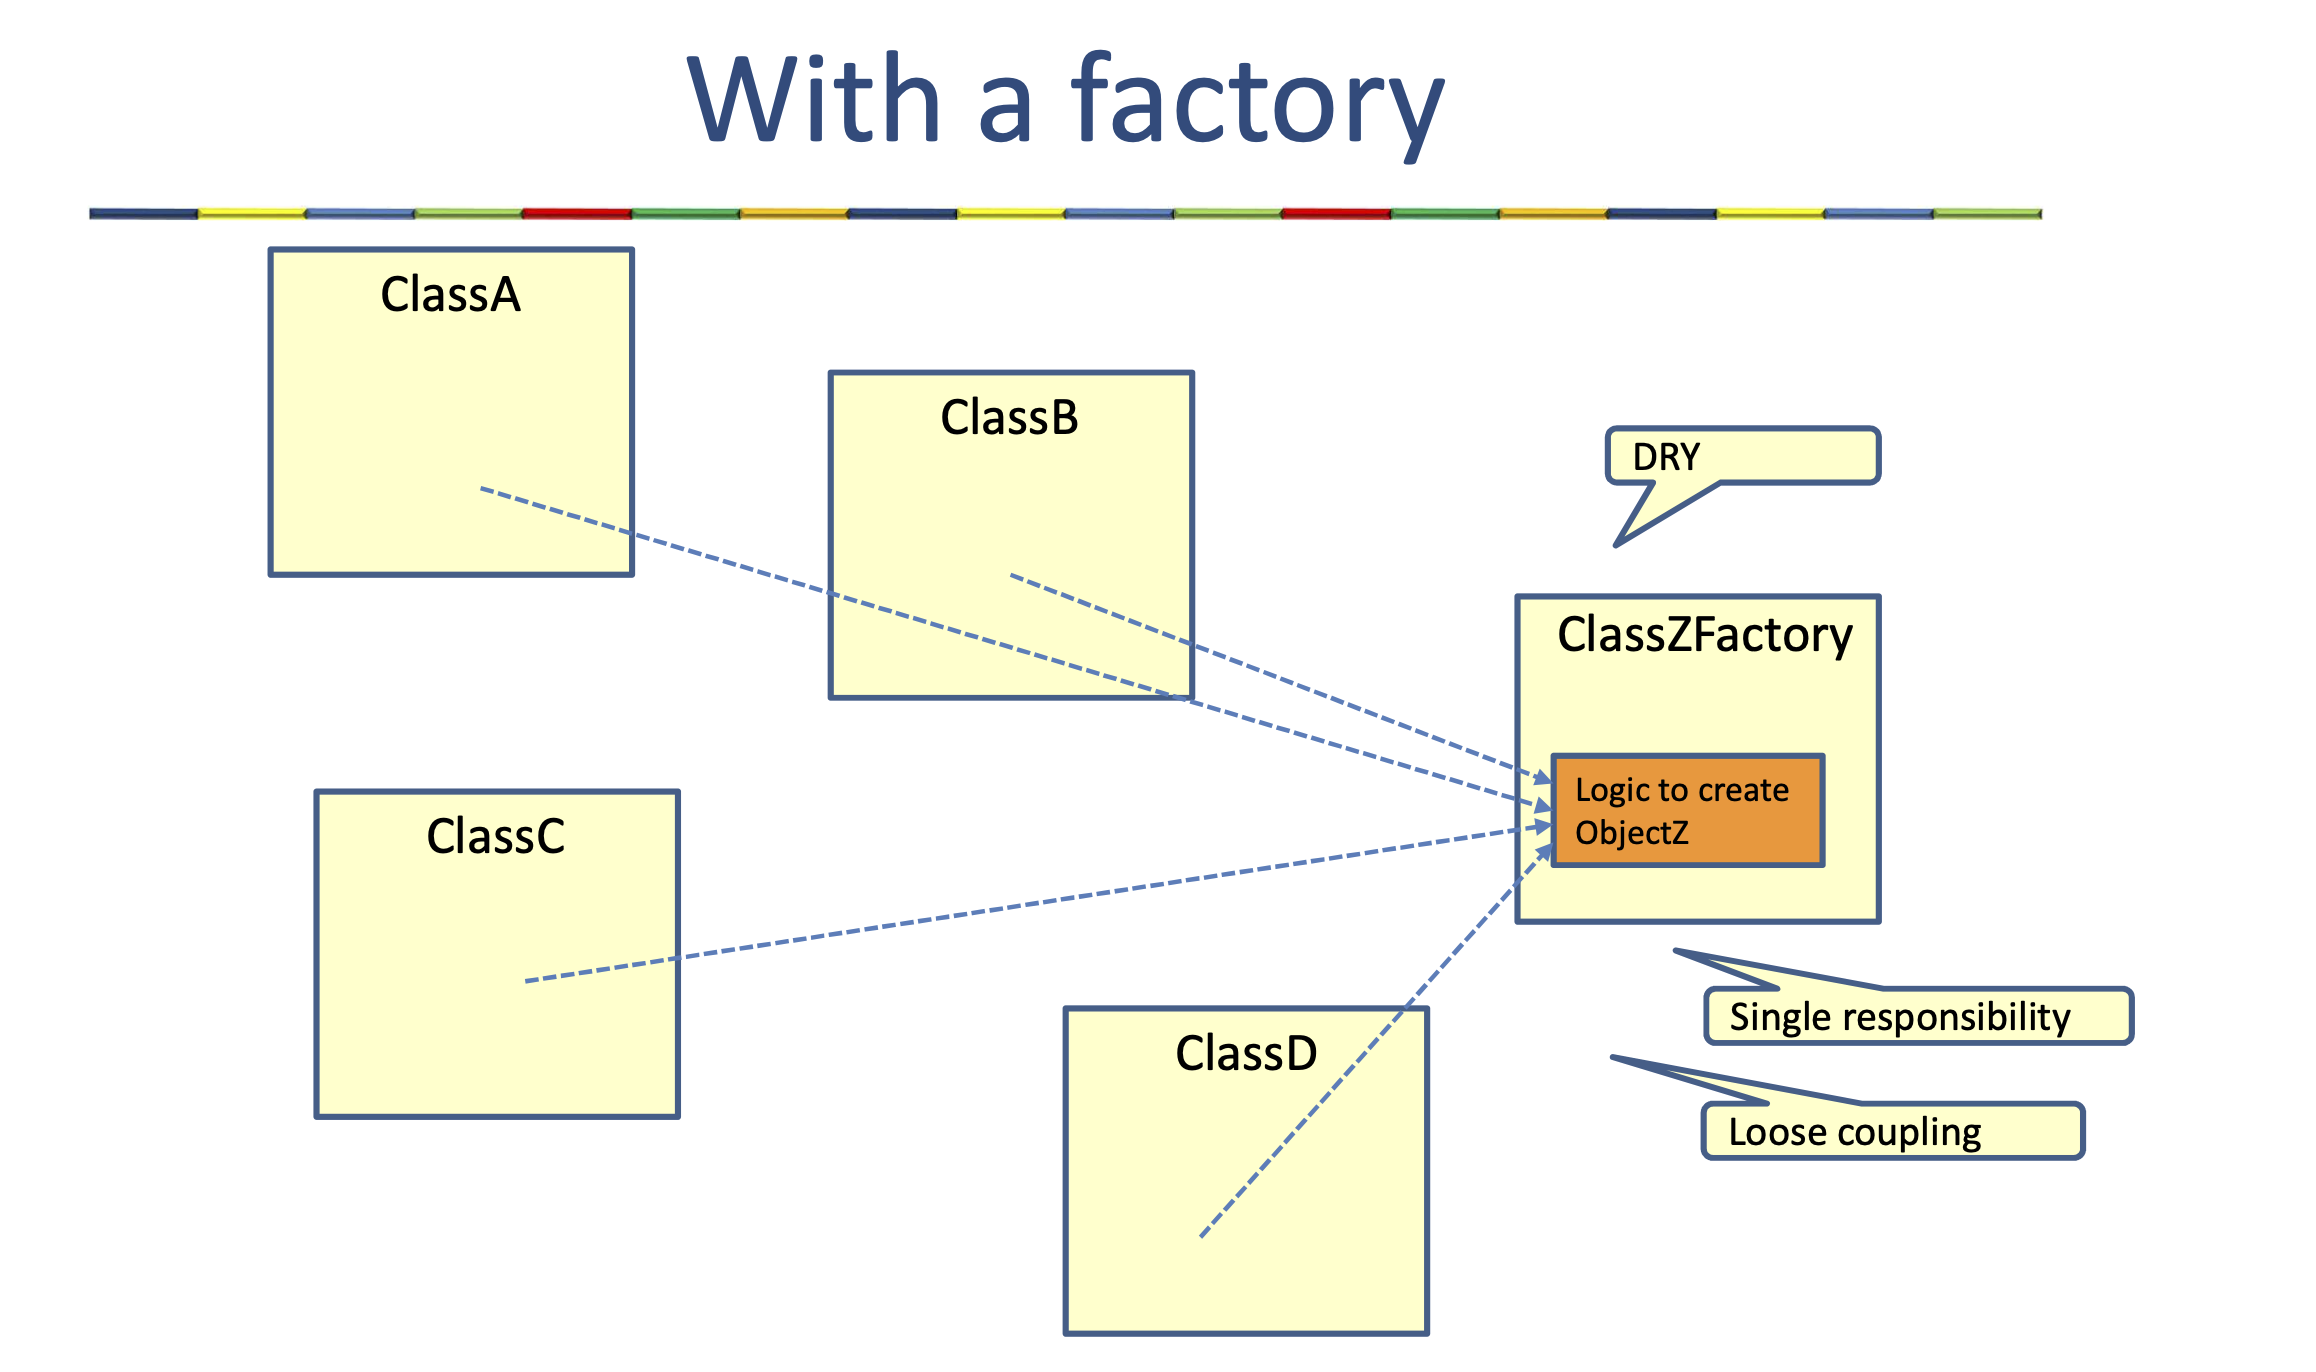 With a factory
ClassA
ClassB
DRY
ClassZFactory
Logic to create
ObjectZ
ClassC
Single responsibility
ClassD
Loose coupling